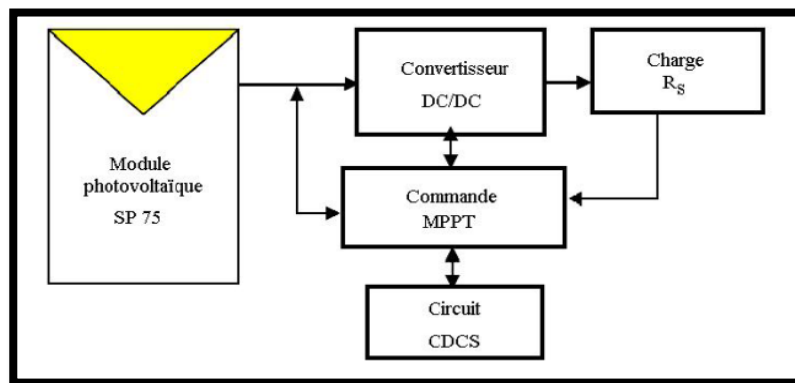 Module
photovoltaïque
SP 75
Convertisseur
DC/DC
Charge
RS
Commande
MPPT
Circuit
CDCS